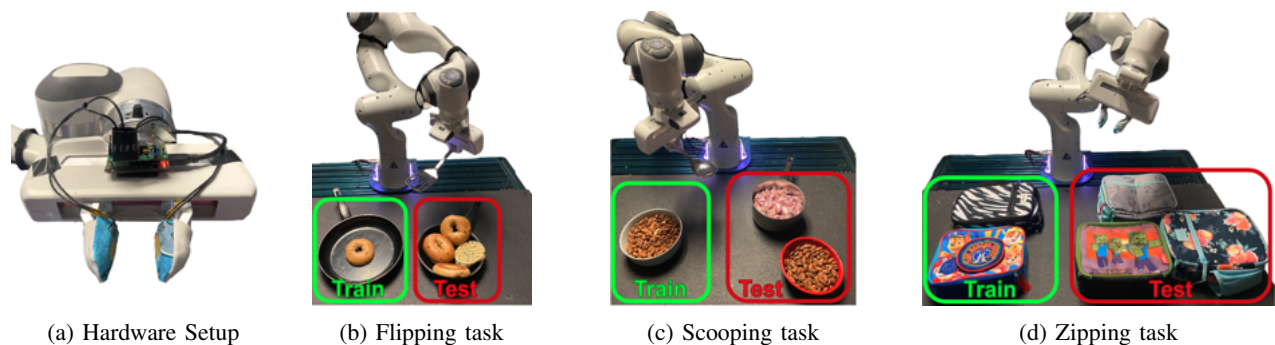 Train
Test
Train
Test
Train
Test
(a) Hardware Setup
(b) Flipping task
(c) Scooping task
(d) Zipping task